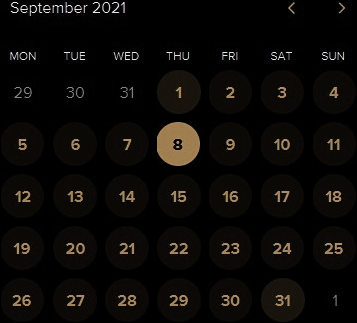 September 2021
MON TUE WED THU FRI SAT SUN
29 30 31 1 2 3 4
5 6 7 8 9 10 11
12 13 14 15 16 17 18
19 20 21 22 23 24 25
26 27 28 29 30 31 1